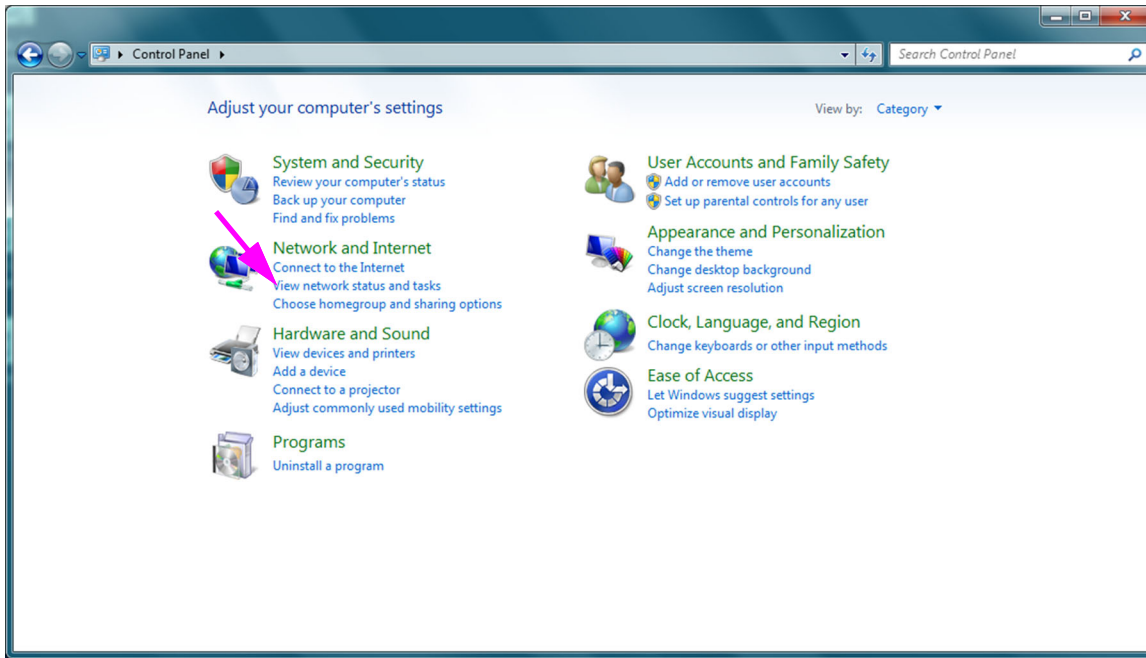 Control Panel
Search Control Panel
Adjust your computer's settings
View by: Category
System and Security
Review your computer's status
Back up your computer
Find and fix problems
Network and Internet
Connect to the Internet
View network status and tasks
Choose homegroup and sharing options
Hardware and Sound
View devices and printers
Add a device
Connect to a projector
Adjust commonly used mobility settings
Programs
Uninstall a program
User Accounts and Family Safety
Add or remove user accounts
Set up parental controls for any user
Appearance and Personalization
Change the theme
Change desktop background
Adjust screen resolution
Clock, Language, and Region
Change keyboards or other input methods
Ease of Access
Let Windows suggest settings
Optimize visual display